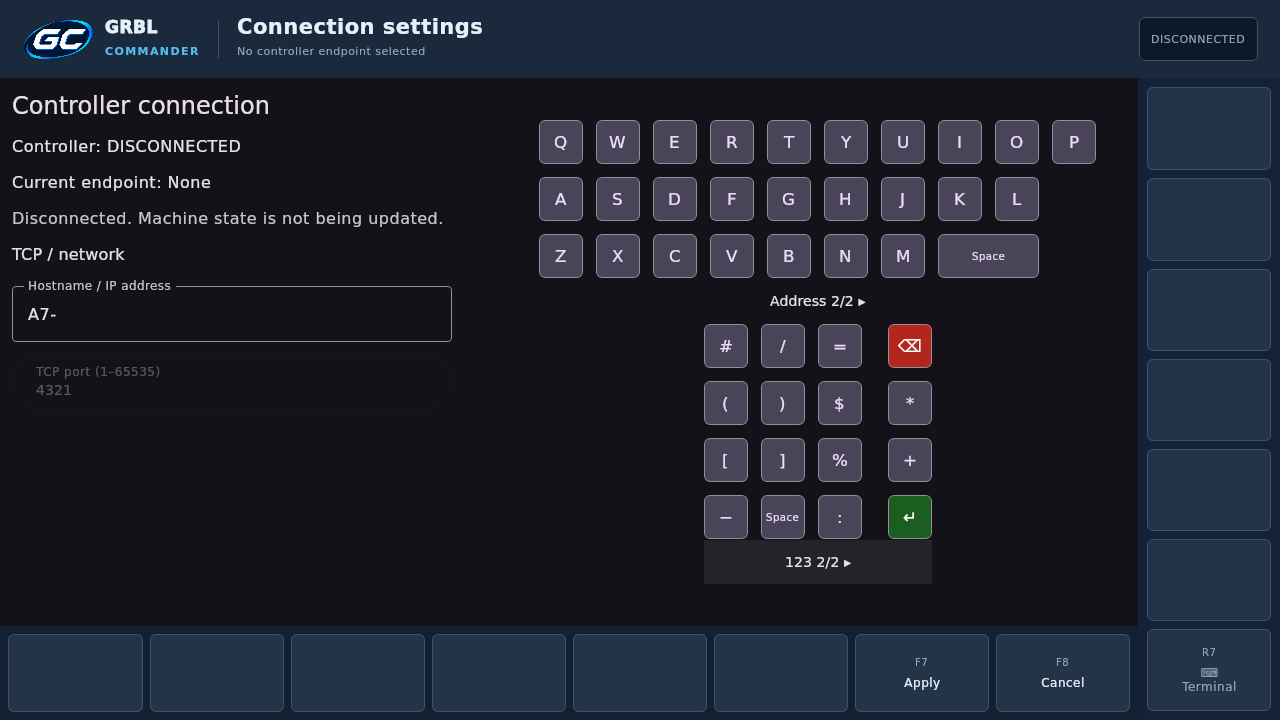 GC
GRBL
COMMANDER
Connection settings
No controller endpoint selected
DISCONNECTED
Controller connection
Controller: DISCONNECTED
Current endpoint: None
Disconnected. Machine state is not being updated.
TCP / network
Hostname / IP address
A7-
TCP port (1–65535)
4321
Q W E R T Y U I O P
A S D F G H J K L
Z X C V B N M Space
Address 2/2 ▸
# / = ⌫
( ) $ *
[ ] % +
− Space : ↵
123 2/2 ▸
F7
Apply
F8
Cancel
R7
⌨
Terminal